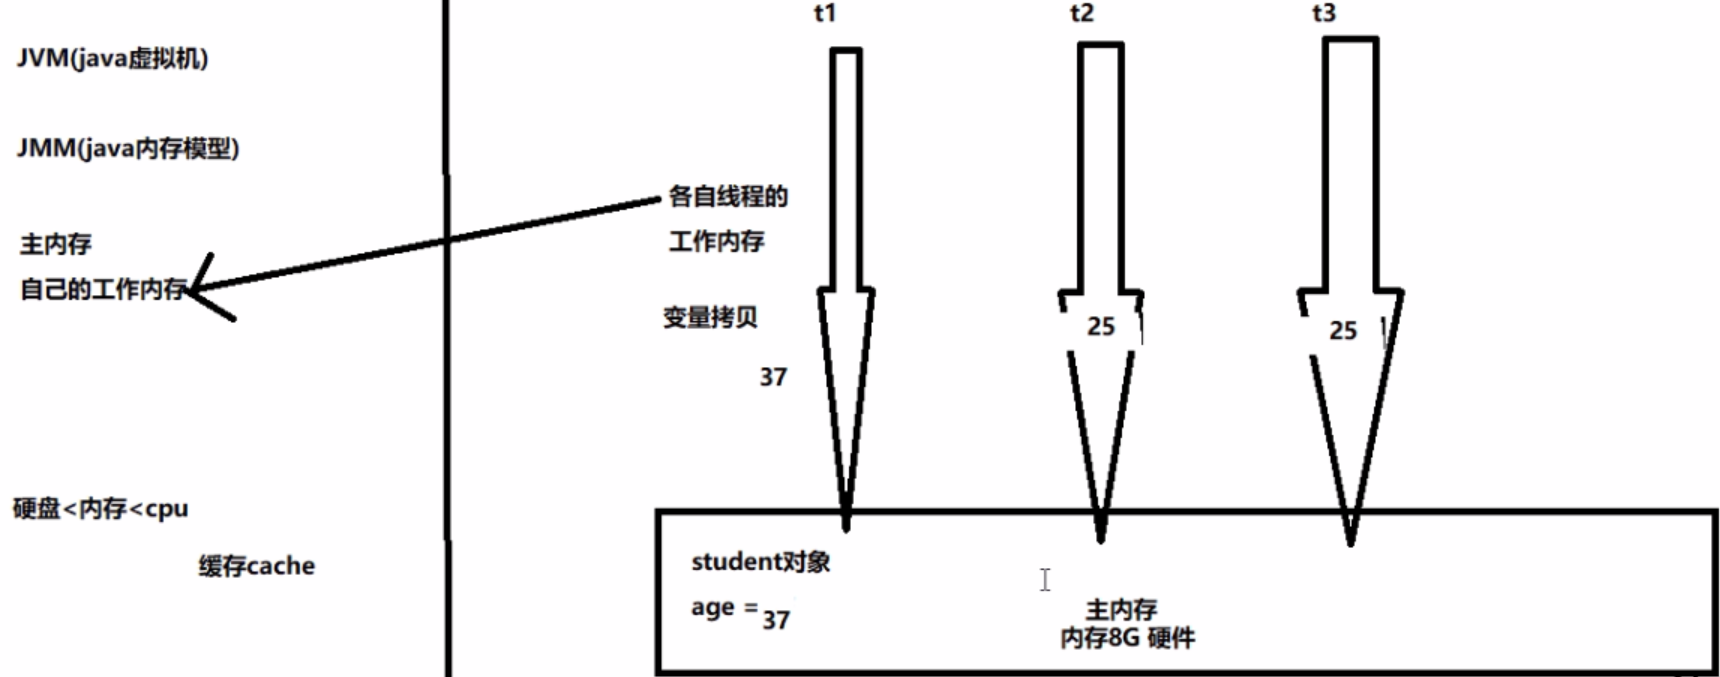 JVM(java虚拟机)
JMM(java内存模型)
主内存
自己的工作内存
硬盘<内存<cpu
缓存cache
t1
t2
t3
各自线程的
工作内存
变量拷贝
37
25
25
student对象
age = 37
主内存
内存8G 硬件